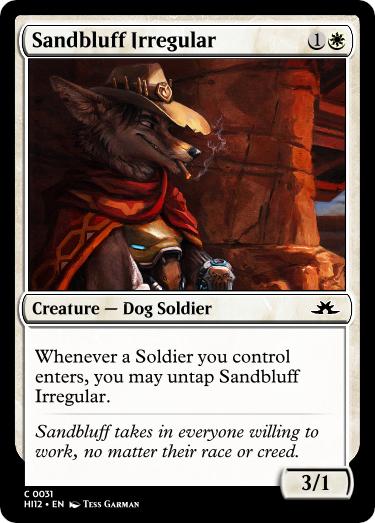 Sandbluff Irregular 1
Creature — Dog Soldier
Whenever a Soldier you control
enters, you may untap Sandbluff
Irregular.
Sandbluff takes in everyone willing to
work, no matter their race or creed.
3/1
C 0031
HI12 • EN Tess Garman